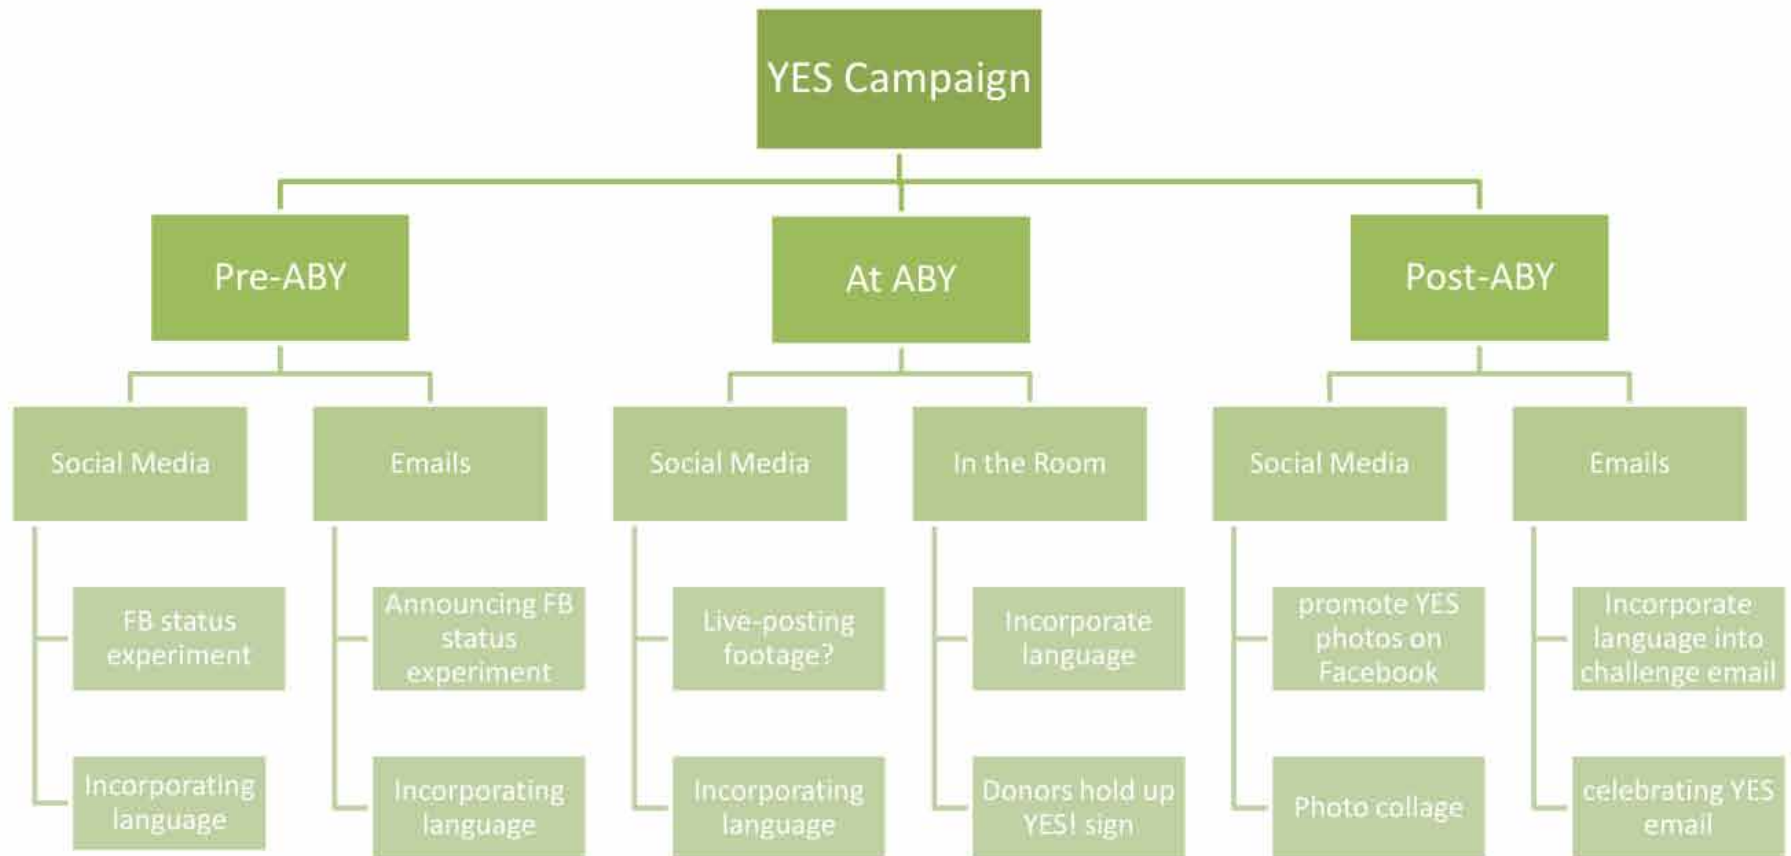 YES Campaign
Pre-ABY
At ABY
Post-ABY
Social Media
Emails
Social Media
In the Room
Social Media
Emails
FB status
experiment
Announcing FB
status
experiment
Live-posting
footage?
Incorporate
language
promote YES
photos on
Facebook
Incorporate
language into
challenge email
Incorporating
language
Incorporating
language
Incorporating
language
Donors hold up
YES! sign
Photo collage
celebrating YES
email